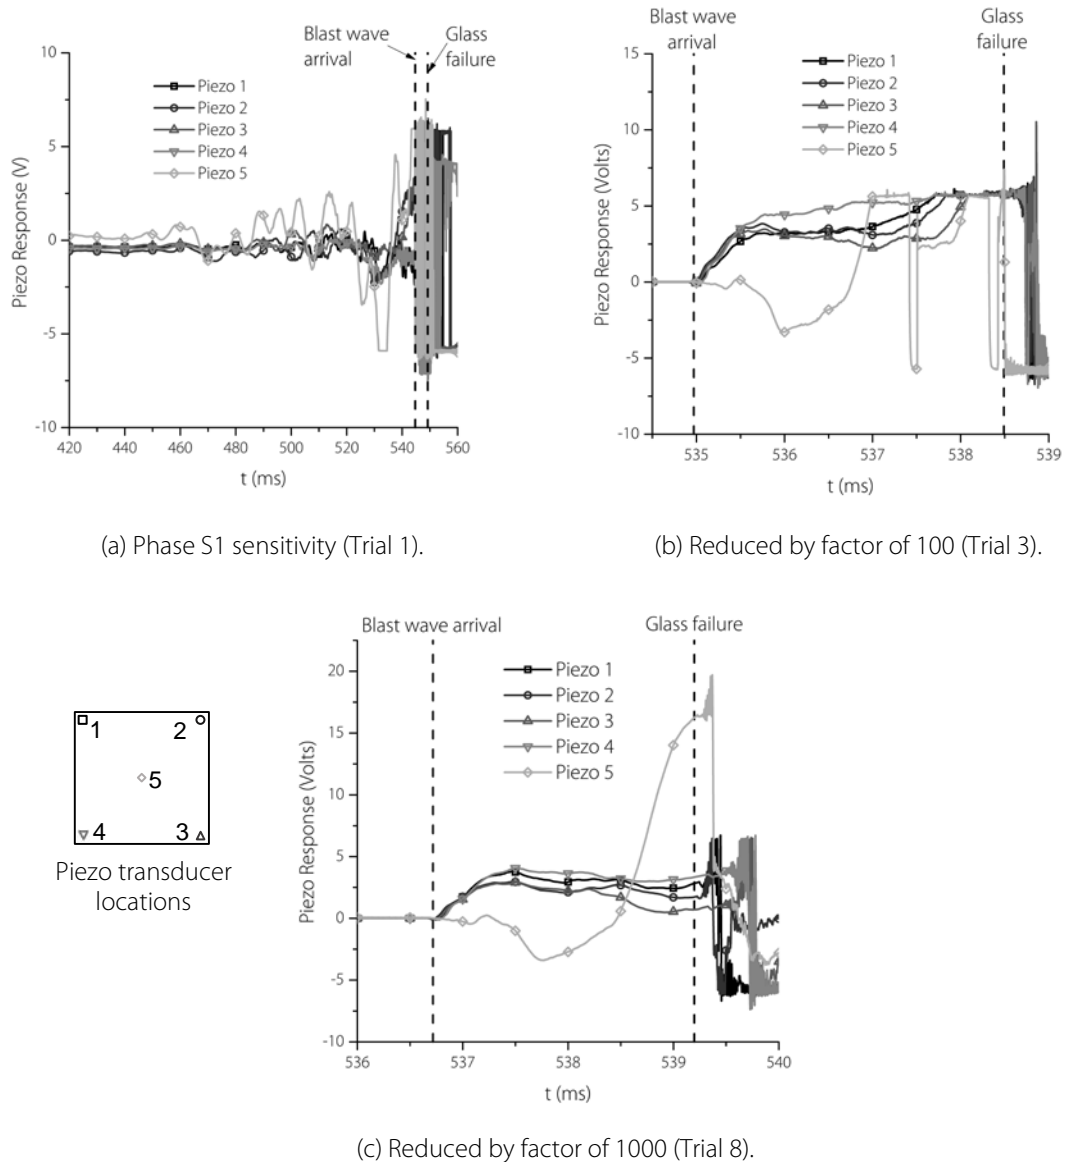 Blast wave
arrival
Glass
failure
10
5
0
-5
-10
Piezo Response (V)
Piezo 1
Piezo 2
Piezo 3
Piezo 4
Piezo 5
420 440 460 480 500 520 540 560
t (ms)
(a) Phase S1 sensitivity (Trial 1).
Blast wave
arrival
Glass
failure
15
10
5
0
-5
-10
Piezo Response (Volts)
Piezo 1
Piezo 2
Piezo 3
Piezo 4
Piezo 5
535 536 537 538 539
t (ms)
(b) Reduced by factor of 100 (Trial 3).
1 2
5
4 3
Piezo transducer
locations
Blast wave arrival
Glass failure
20
15
10
5
0
-5
-10
Piezo Response (Volts)
Piezo 1
Piezo 2
Piezo 3
Piezo 4
Piezo 5
536 537 538 539 540
t (ms)
(c) Reduced by factor of 1000 (Trial 8).